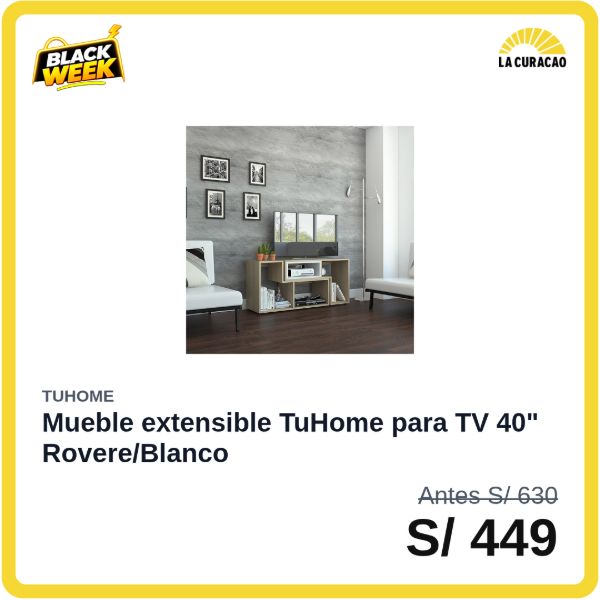 BLACK
WEEK
LA CURACAO
TUHOME
Mueble extensible TuHome para TV 40"
Rovere/Blanco
Antes S/ 630
S/ 449